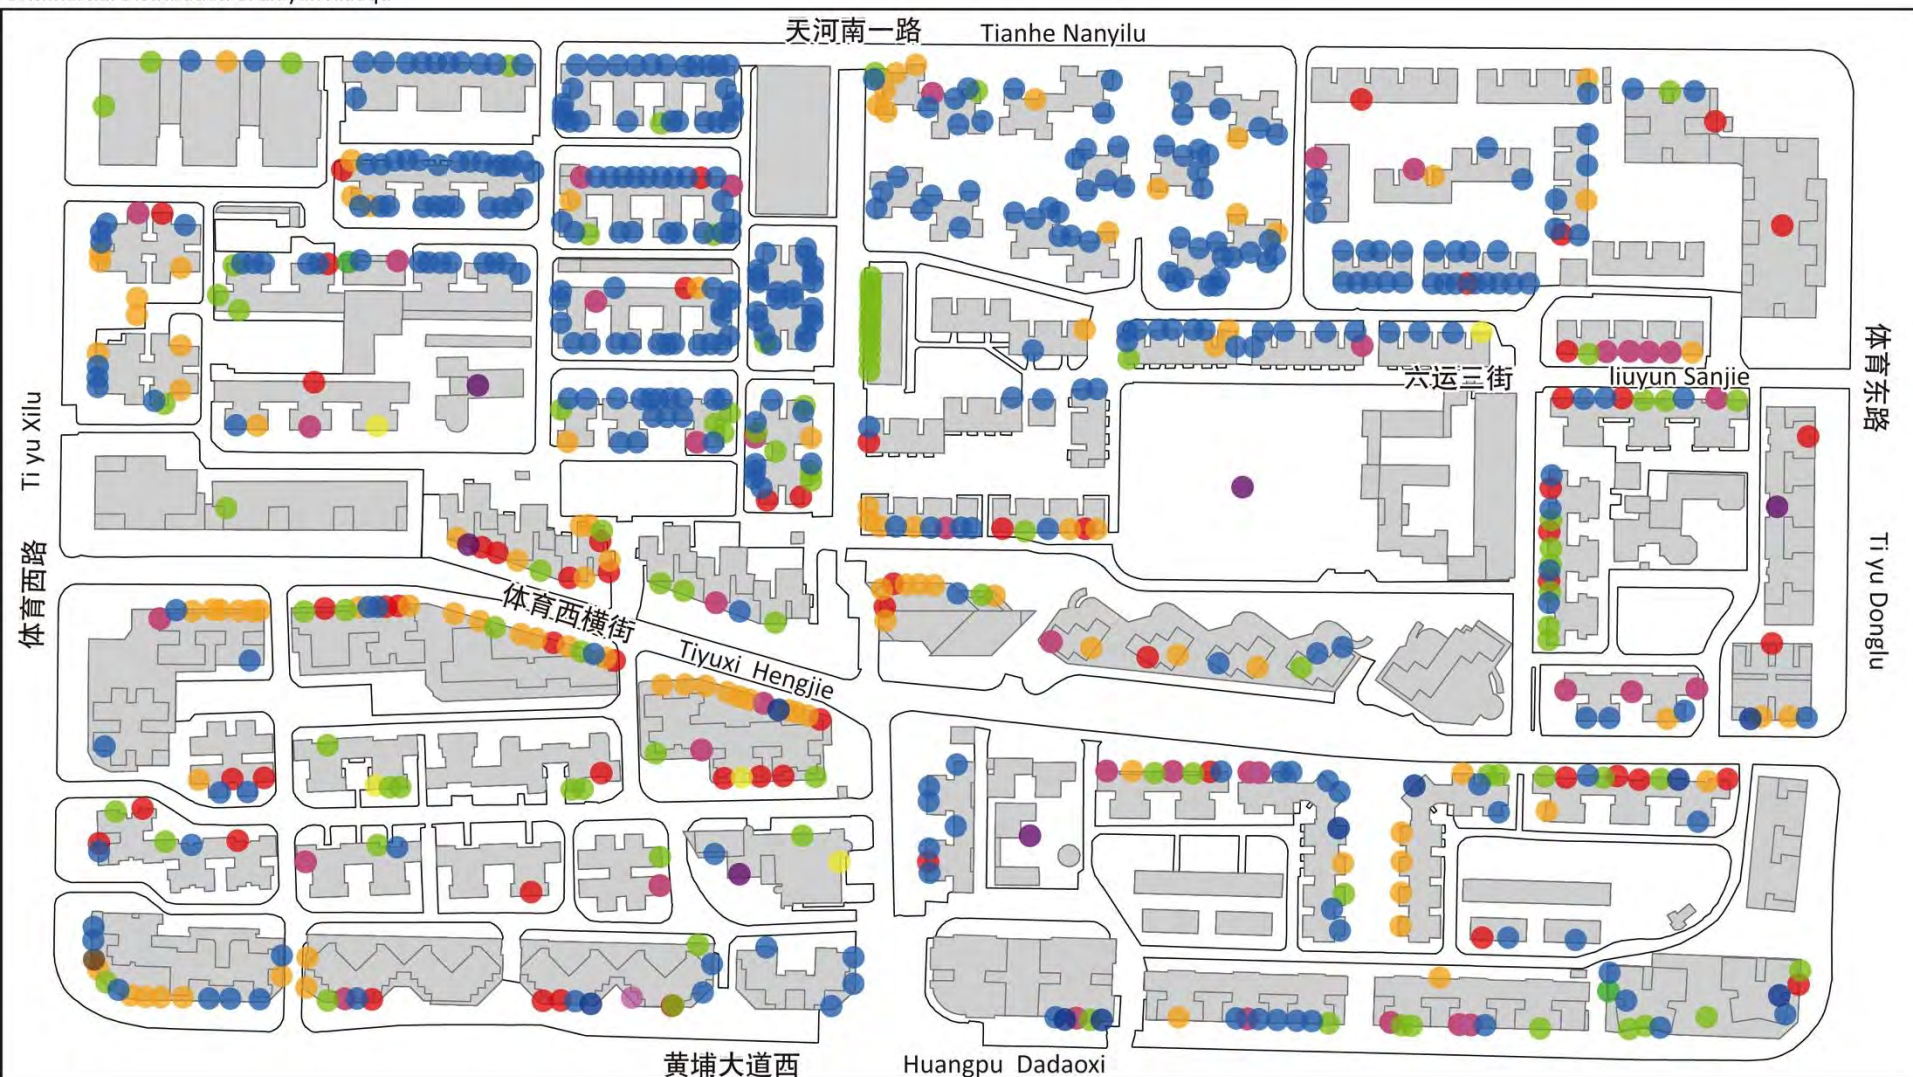 天河南一路 Tianhe Nanyilu
六运三街 liuyun Sanjie
体育东路
Ti yu Xilu
体育西路
Ti yu Donglu
体育西横街
Tiyuxi Hengjie
黄埔大道西 Huangpu Dadaoxi